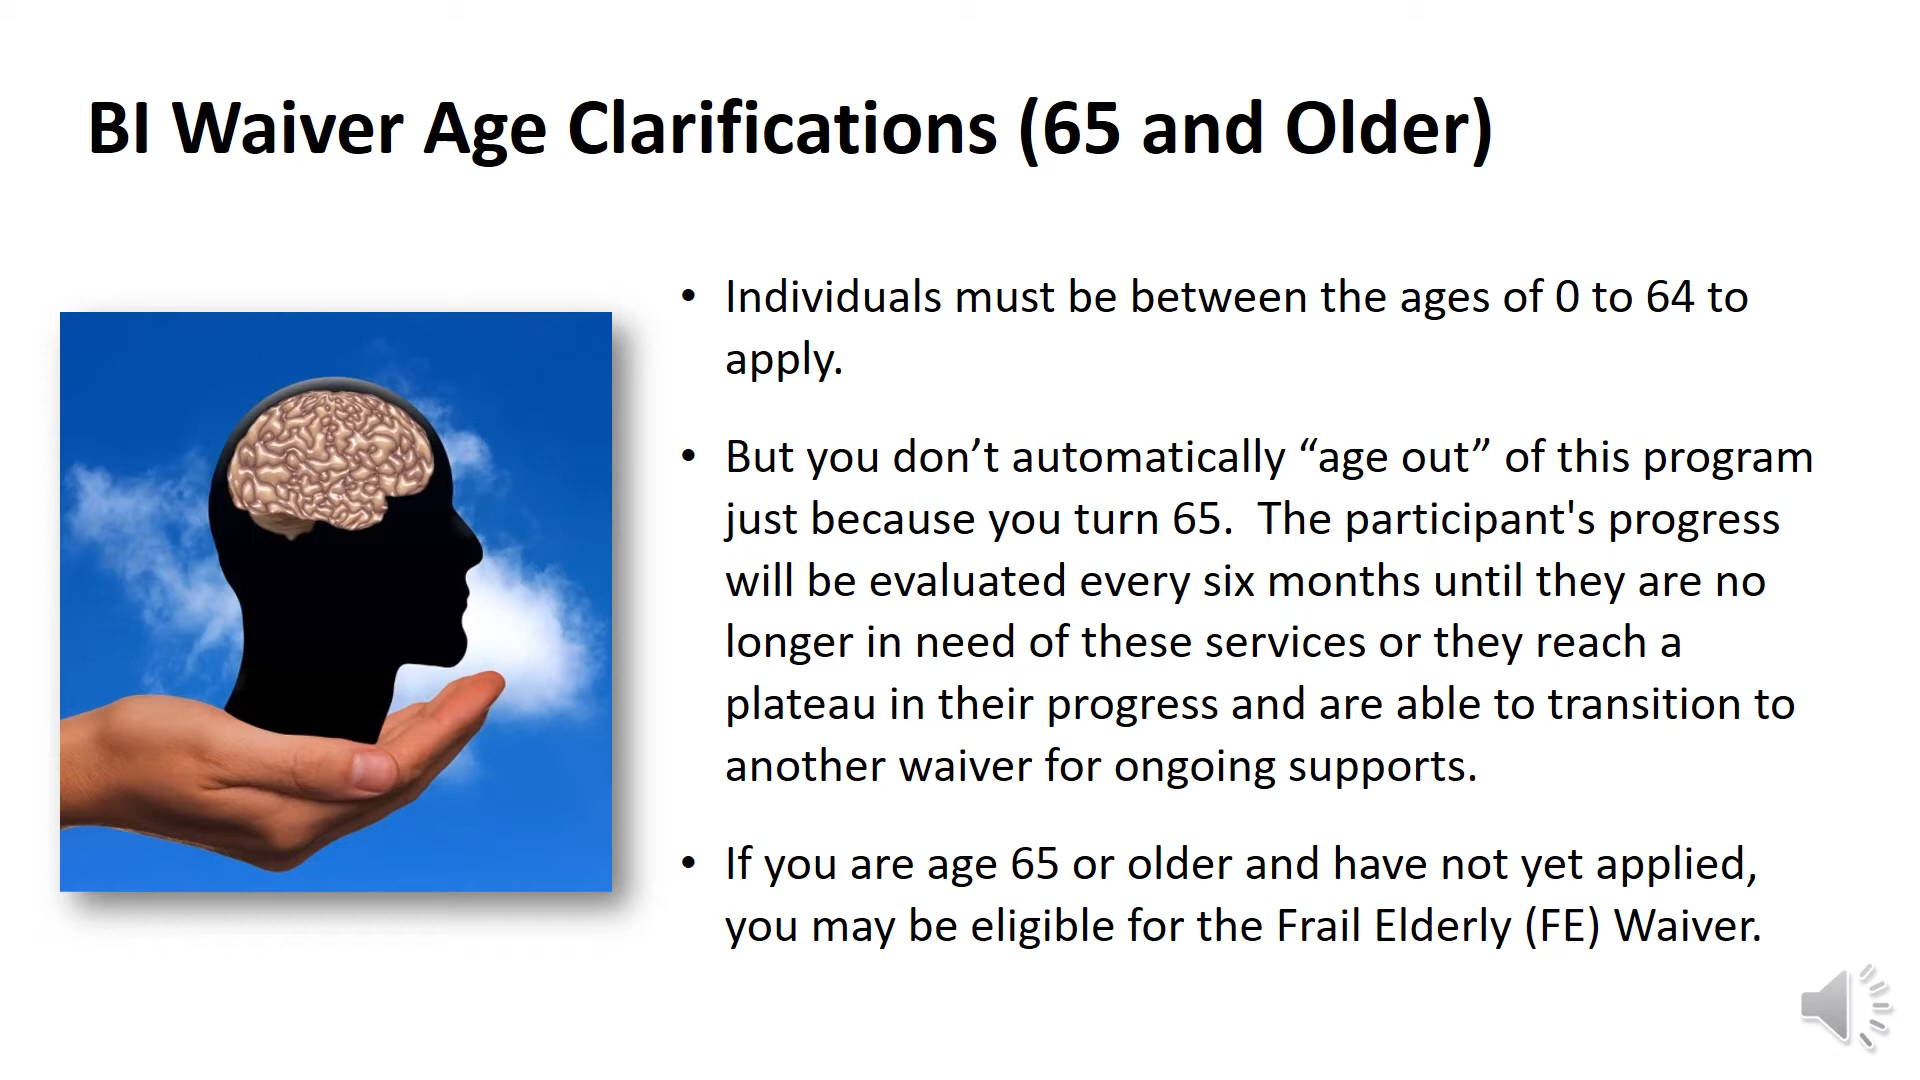 BI Waiver Age Clarifications (65 and Older)
• Individuals must be between the ages of 0 to 64 to
apply.
• But you don’t automatically “age out” of this program
just because you turn 65.  The participant's progress
will be evaluated every six months until they are no
longer in need of these services or they reach a
plateau in their progress and are able to transition to
another waiver for ongoing supports.
• If you are age 65 or older and have not yet applied,
you may be eligible for the Frail Elderly (FE) Waiver.